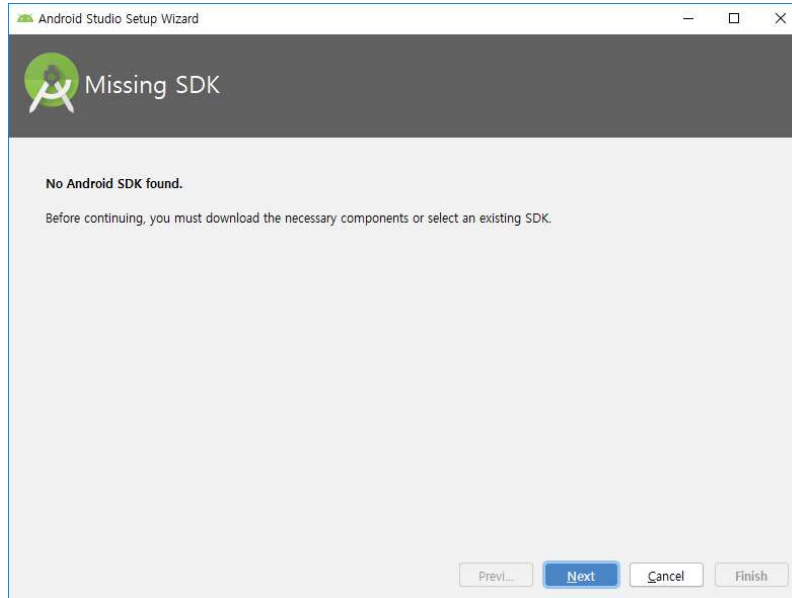 Android Studio Setup Wizard
Missing SDK
No Android SDK found.
Before continuing, you must download the necessary components or select an existing SDK.
Previ... Next Cancel Finish